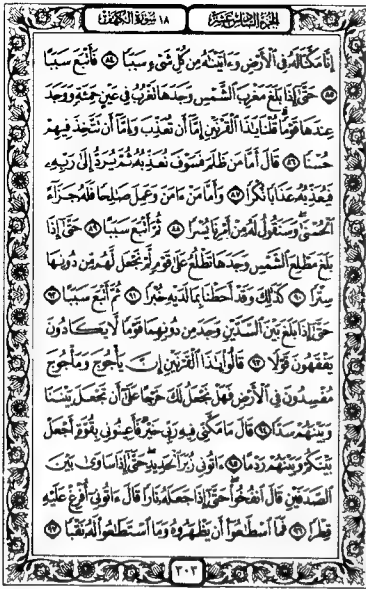 الجزء السادس عشر
١٨ سورة الكهف
إِنَّا مَكَّنَّا لَهُ فِي ٱلْأَرْضِ وَءَاتَيْنَٰهُ مِن كُلِّ شَىْءٍ سَبَبًا ٨٤ فَأَتْبَعَ سَبَبًا
٨٥ حَتَّىٰٓ إِذَا بَلَغَ مَغْرِبَ ٱلشَّمْسِ وَجَدَهَا تَغْرُبُ فِي عَيْنٍ حَمِئَةٍ وَوَجَدَ
عِندَهَا قَوْمًا قُلْنَا يَٰذَا ٱلْقَرْنَيْنِ إِمَّآ أَن تُعَذِّبَ وَإِمَّآ أَن تَتَّخِذَ فِيهِمْ
حُسْنًا ٨٦ قَالَ أَمَّا مَن ظَلَمَ فَسَوْفَ نُعَذِّبُهُۥ ثُمَّ يُرَدُّ إِلَىٰ رَبِّهِۦ
فَيُعَذِّبُهُۥ عَذَابًا نُّكْرًا ٨٧ وَأَمَّا مَنْ ءَامَنَ وَعَمِلَ صَٰلِحًا فَلَهُۥ جَزَآءً
ٱلْحُسْنَىٰ وَسَنَقُولُ لَهُۥ مِنْ أَمْرِنَا يُسْرًا ٨٨ ثُمَّ أَتْبَعَ سَبَبًا ٨٩ حَتَّىٰٓ إِذَا
بَلَغَ مَطْلِعَ ٱلشَّمْسِ وَجَدَهَا تَطْلُعُ عَلَىٰ قَوْمٍ لَّمْ نَجْعَل لَّهُم مِّن دُونِهَا
سِتْرًا ٩٠ كَذَٰلِكَ وَقَدْ أَحَطْنَا بِمَا لَدَيْهِ خُبْرًا ٩١ ثُمَّ أَتْبَعَ سَبَبًا ٩٢
حَتَّىٰٓ إِذَا بَلَغَ بَيْنَ ٱلسَّدَّيْنِ وَجَدَ مِن دُونِهِمَا قَوْمًا لَّا يَكَادُونَ
يَفْقَهُونَ قَوْلًا ٩٣ قَالُوا۟ يَٰذَا ٱلْقَرْنَيْنِ إِنَّ يَأْجُوجَ وَمَأْجُوجَ
مُفْسِدُونَ فِي ٱلْأَرْضِ فَهَلْ نَجْعَلُ لَكَ خَرْجًا عَلَىٰٓ أَن تَجْعَلَ بَيْنَنَا
وَبَيْنَهُمْ سَدًّا ٩٤ قَالَ مَا مَكَّنِّي فِيهِ رَبِّي خَيْرٌ فَأَعِينُونِي بِقُوَّةٍ أَجْعَلْ
بَيْنَكُمْ وَبَيْنَهُمْ رَدْمًا ٩٥ ءَاتُونِي زُبَرَ ٱلْحَدِيدِ حَتَّىٰٓ إِذَا سَاوَىٰ بَيْنَ
ٱلصَّدَفَيْنِ قَالَ ٱنفُخُوا۟ حَتَّىٰٓ إِذَا جَعَلَهُۥ نَارًا قَالَ ءَاتُونِيٓ أُفْرِغْ عَلَيْهِ
قِطْرًا ٩٦ فَمَا ٱسْطَٰعُوٓا۟ أَن يَظْهَرُوهُ وَمَا ٱسْتَطَٰعُوا۟ لَهُۥ نَقْبًا ٩٧
٣٠٣